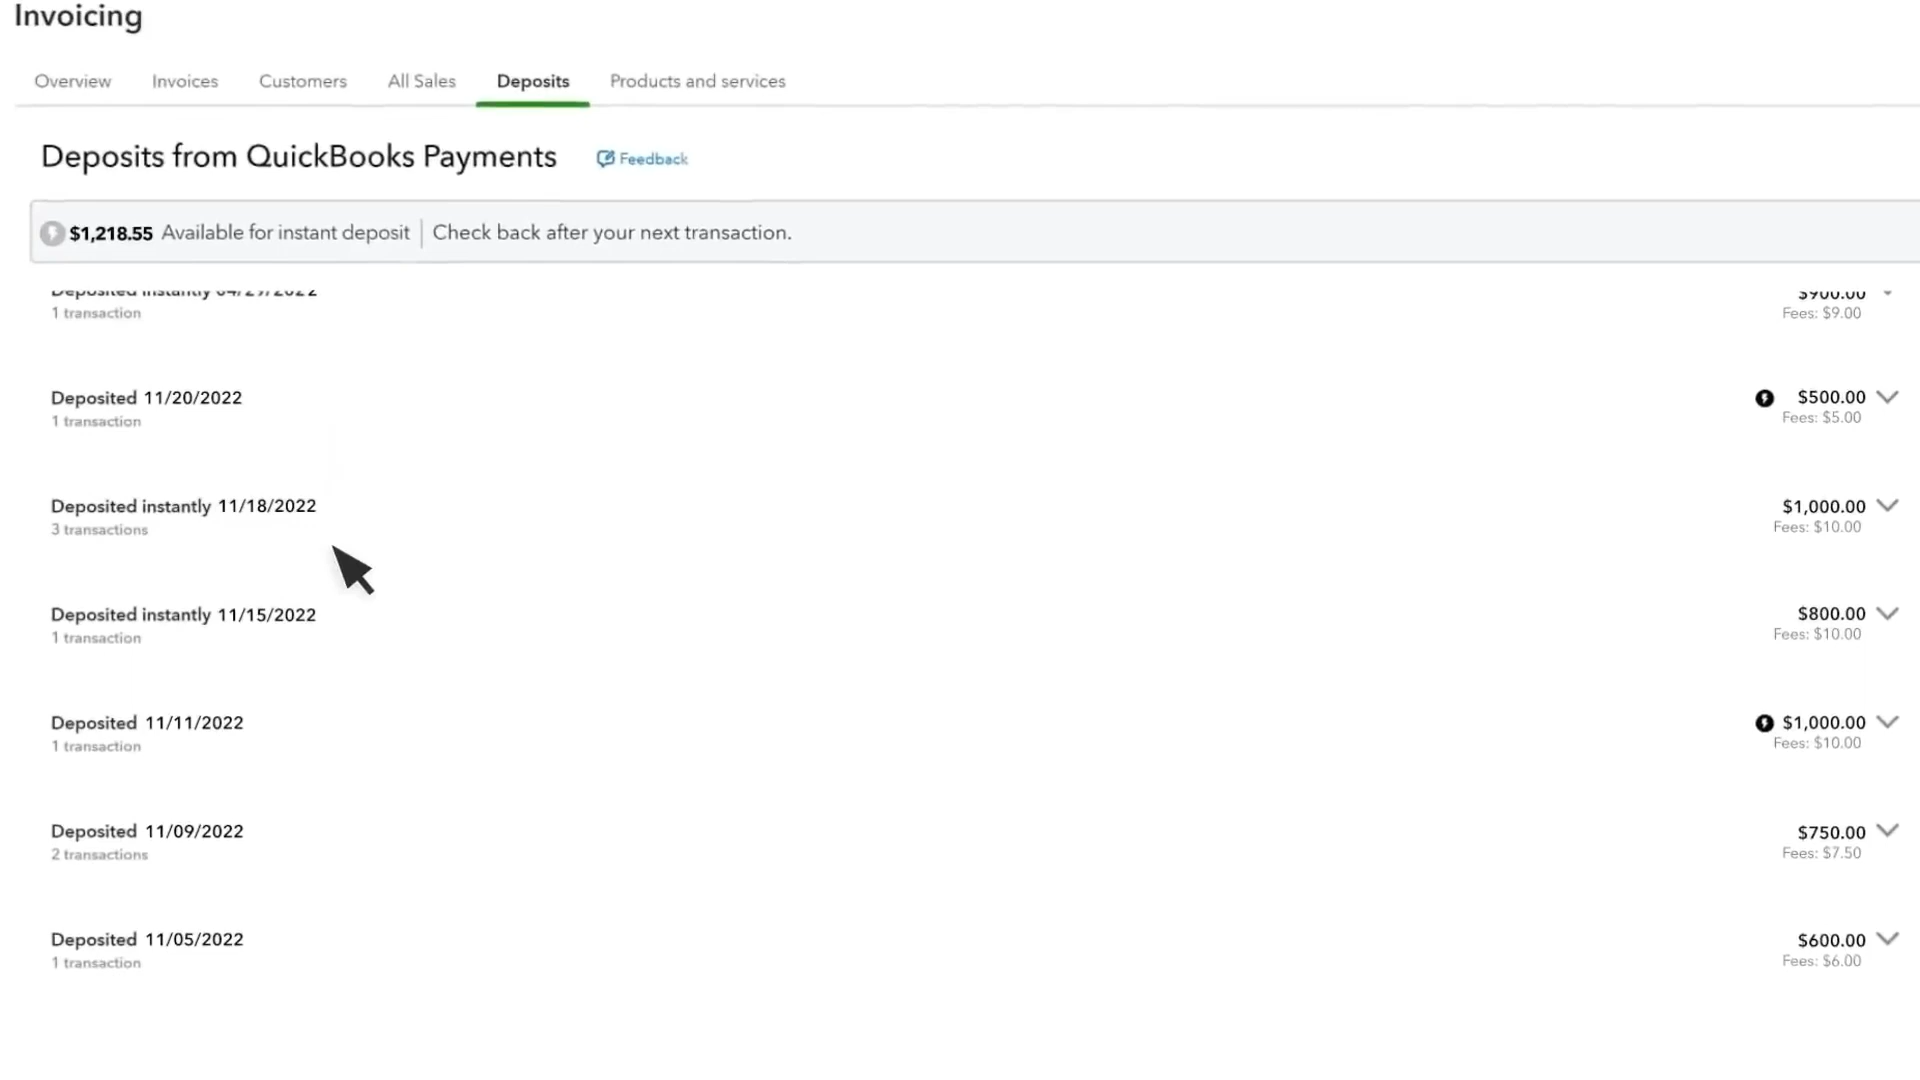 Invoicing
Overview Invoices Customers All Sales Deposits Products and services
Deposits from QuickBooks Payments Feedback
$1,218.55 Available for instant deposit Check back after your next transaction.
Deposited instantly $900.00
1 transaction Fees: $9.00
Deposited 11/20/2022 $500.00
1 transaction Fees: $5.00
Deposited instantly 11/18/2022 $1,000.00
3 transactions Fees: $10.00
Deposited instantly 11/15/2022 $800.00
1 transaction Fees: $10.00
Deposited 11/11/2022 $1,000.00
1 transaction Fees: $10.00
Deposited 11/09/2022 $750.00
2 transactions Fees: $7.50
Deposited 11/05/2022 $600.00
1 transaction Fees: $6.00